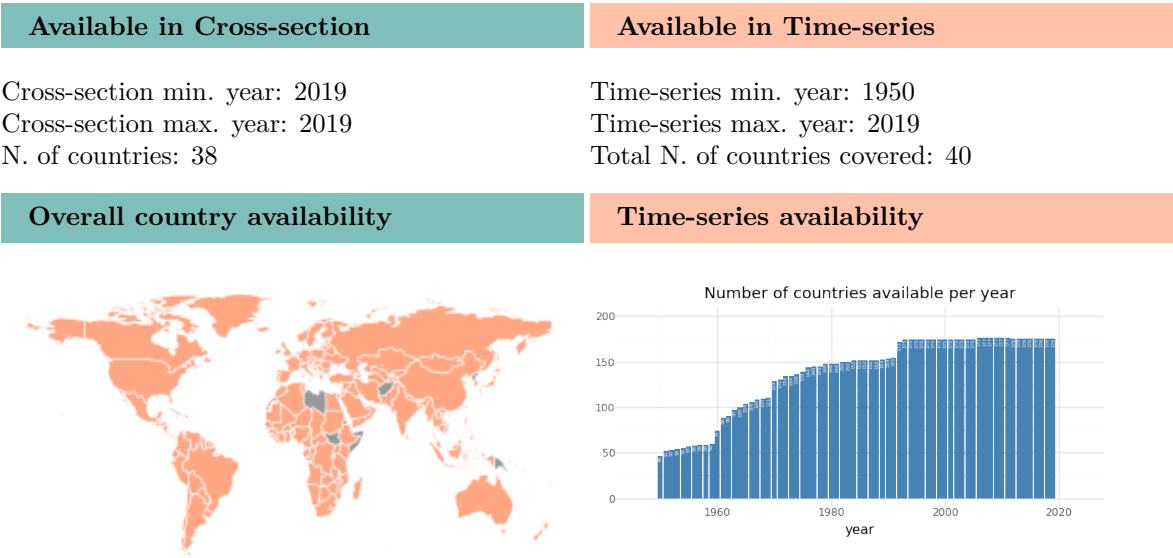 Available in Cross-section
Cross-section min. year: 2019
Cross-section max. year: 2019
N. of countries: 38
Available in Time-series
Time-series min. year: 1950
Time-series max. year: 2019
Total N. of countries covered: 40
Overall country availability
Time-series availability
Number of countries available per year
200
150
100
50
0
1960
1980
2000
2020
year